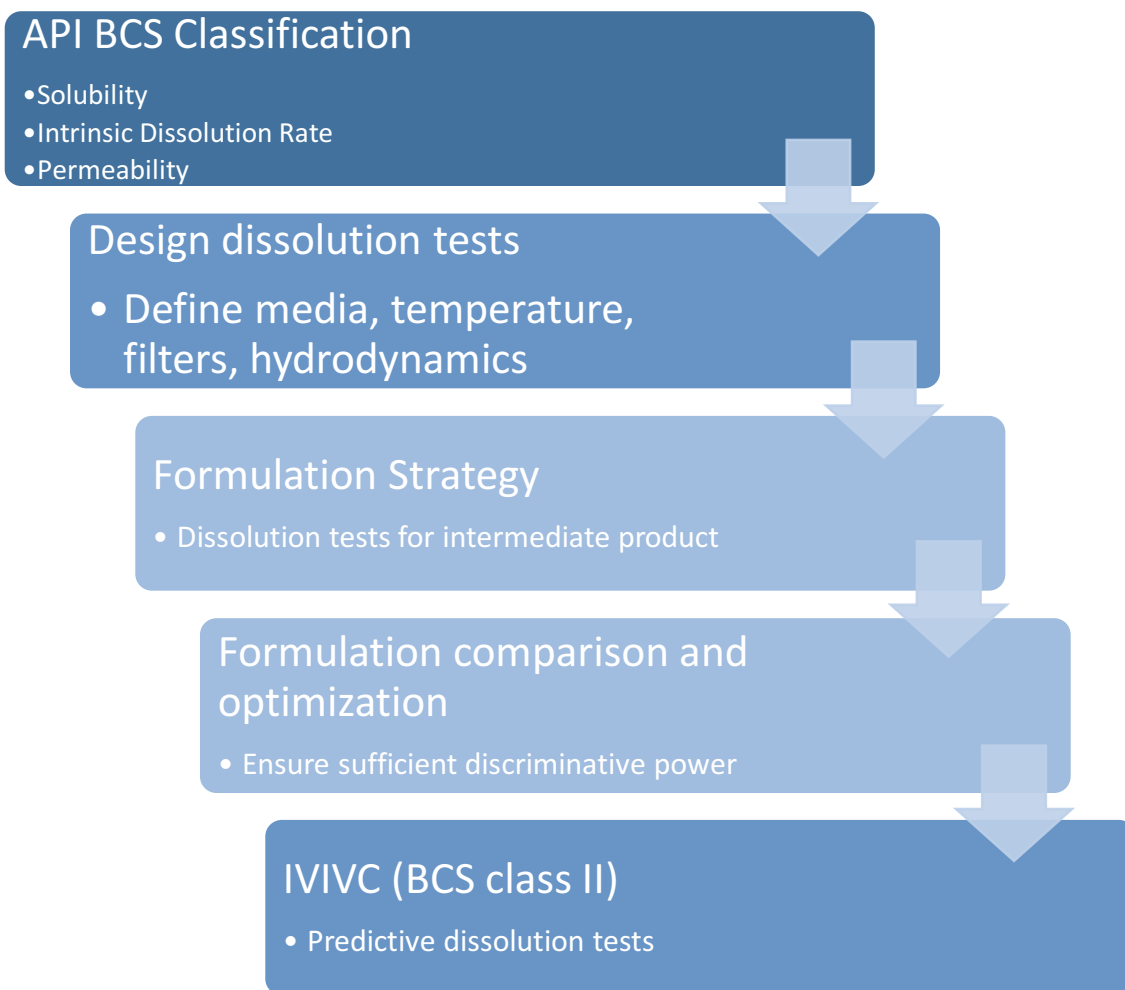 API BCS Classification
•Solubility
•Intrinsic Dissolution Rate
•Permeability
Design dissolution tests
• Define media, temperature,
filters, hydrodynamics
Formulation Strategy
• Dissolution tests for intermediate product
Formulation comparison and
optimization
• Ensure sufficient discriminative power
IVIVC (BCS class II)
• Predictive dissolution tests